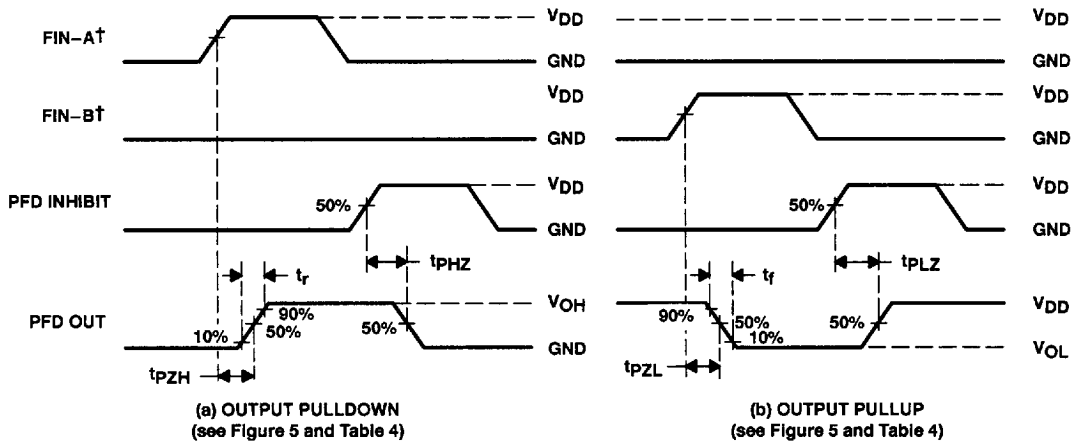 FIN–A† VDD VDD
GND GND
FIN–B† VDD VDD
GND GND
PFD INHIBIT 50% VDD 50% VDD
GND GND
tPHZ tPLZ
tr tf
PFD OUT VOH VDD
90% 90%
10% 50% 50% 50% 50%
10%
GND VOL
tPZH tPZL
(a) OUTPUT PULLDOWN (b) OUTPUT PULLUP
(see Figure 5 and Table 4) (see Figure 5 and Table 4)